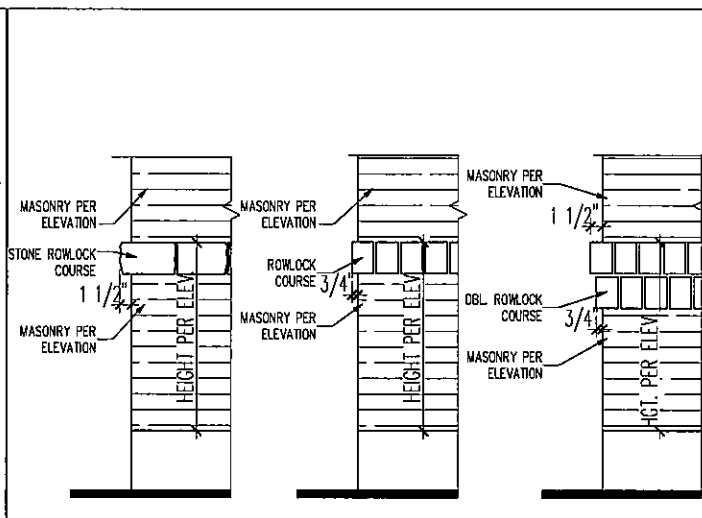 MASONRY PER
ELEVATION
STONE ROWLOCK
COURSE
1 1/2"
MASONRY PER
ELEVATION
HEIGHT PER ELEV
MASONRY PER
ELEVATION
ROWLOCK
COURSE
3/4"
MASONRY PER
ELEVATION
HEIGHT PER ELEV
MASONRY PER
ELEVATION
1 1/2"
DBL. ROWLOCK
COURSE
3/4"
MASONRY PER
ELEVATION
HGT. PER ELEV